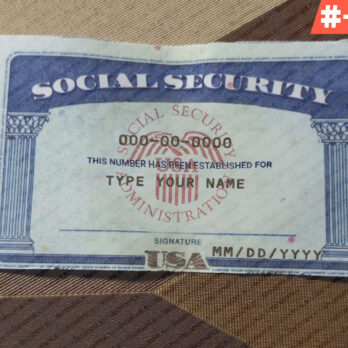 #-
SOCIAL SECURITY
SOCIAL SECURITY
ADMINISTRATION
USA
000-00-0000
THIS NUMBER HAS BEEN ESTABLISHED FOR
TYPE YOUR NAME
SIGNATURE
USA
MM/DD/YYYY